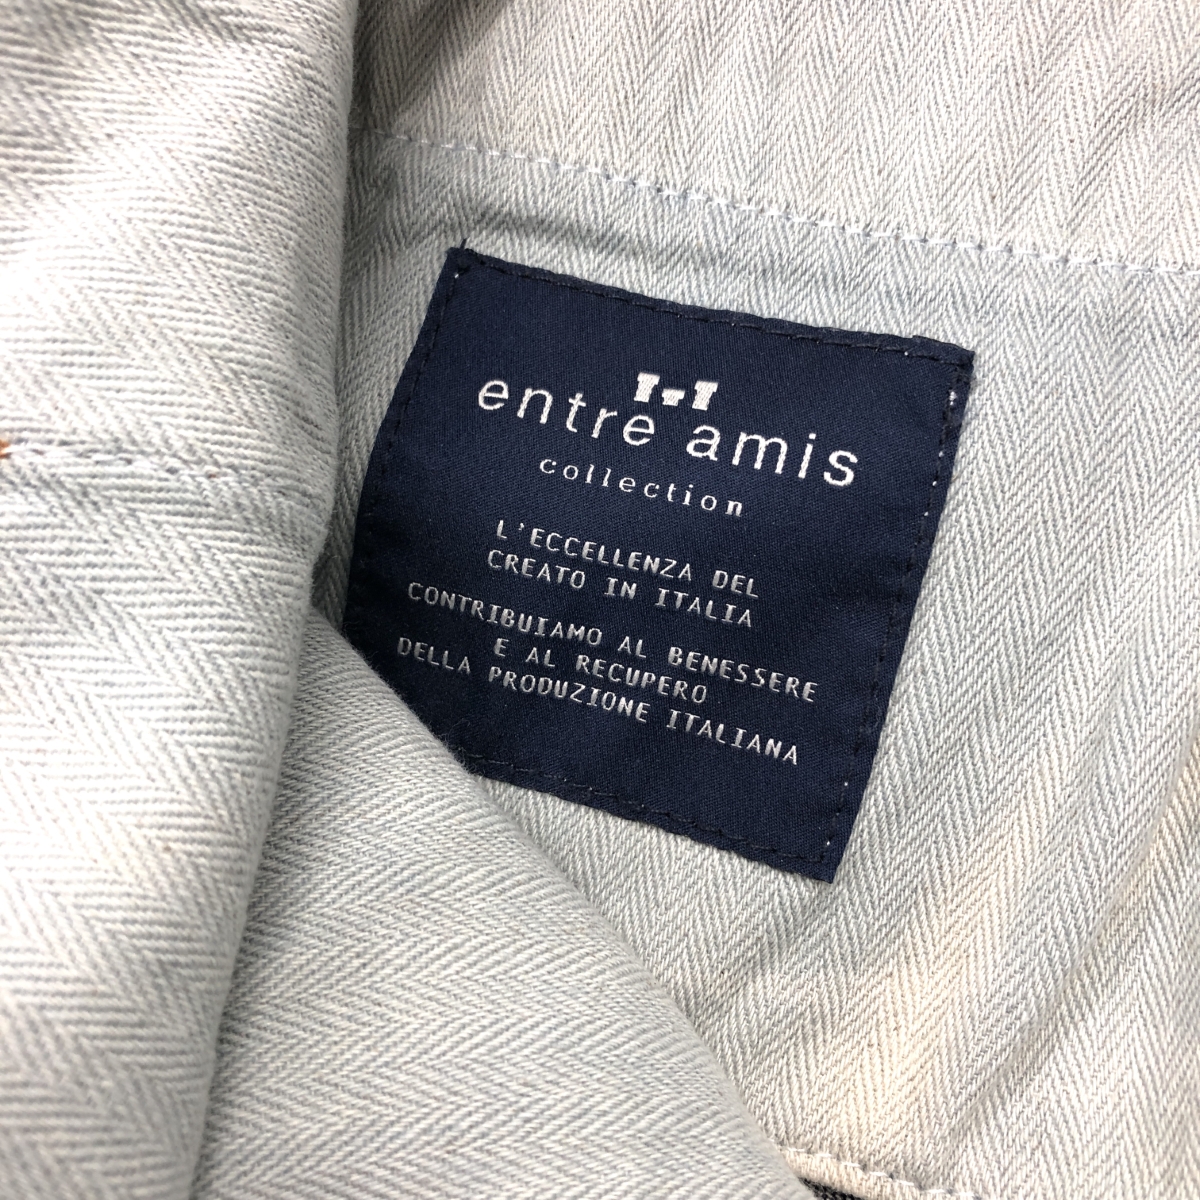 entre amis
collection
L'ECCELLENZA DEL
CREATO IN ITALIA
CONTRIBUIAMO AL BENESSERE
E AL RECUPERO
DELLA PRODUZIONE ITALIANA